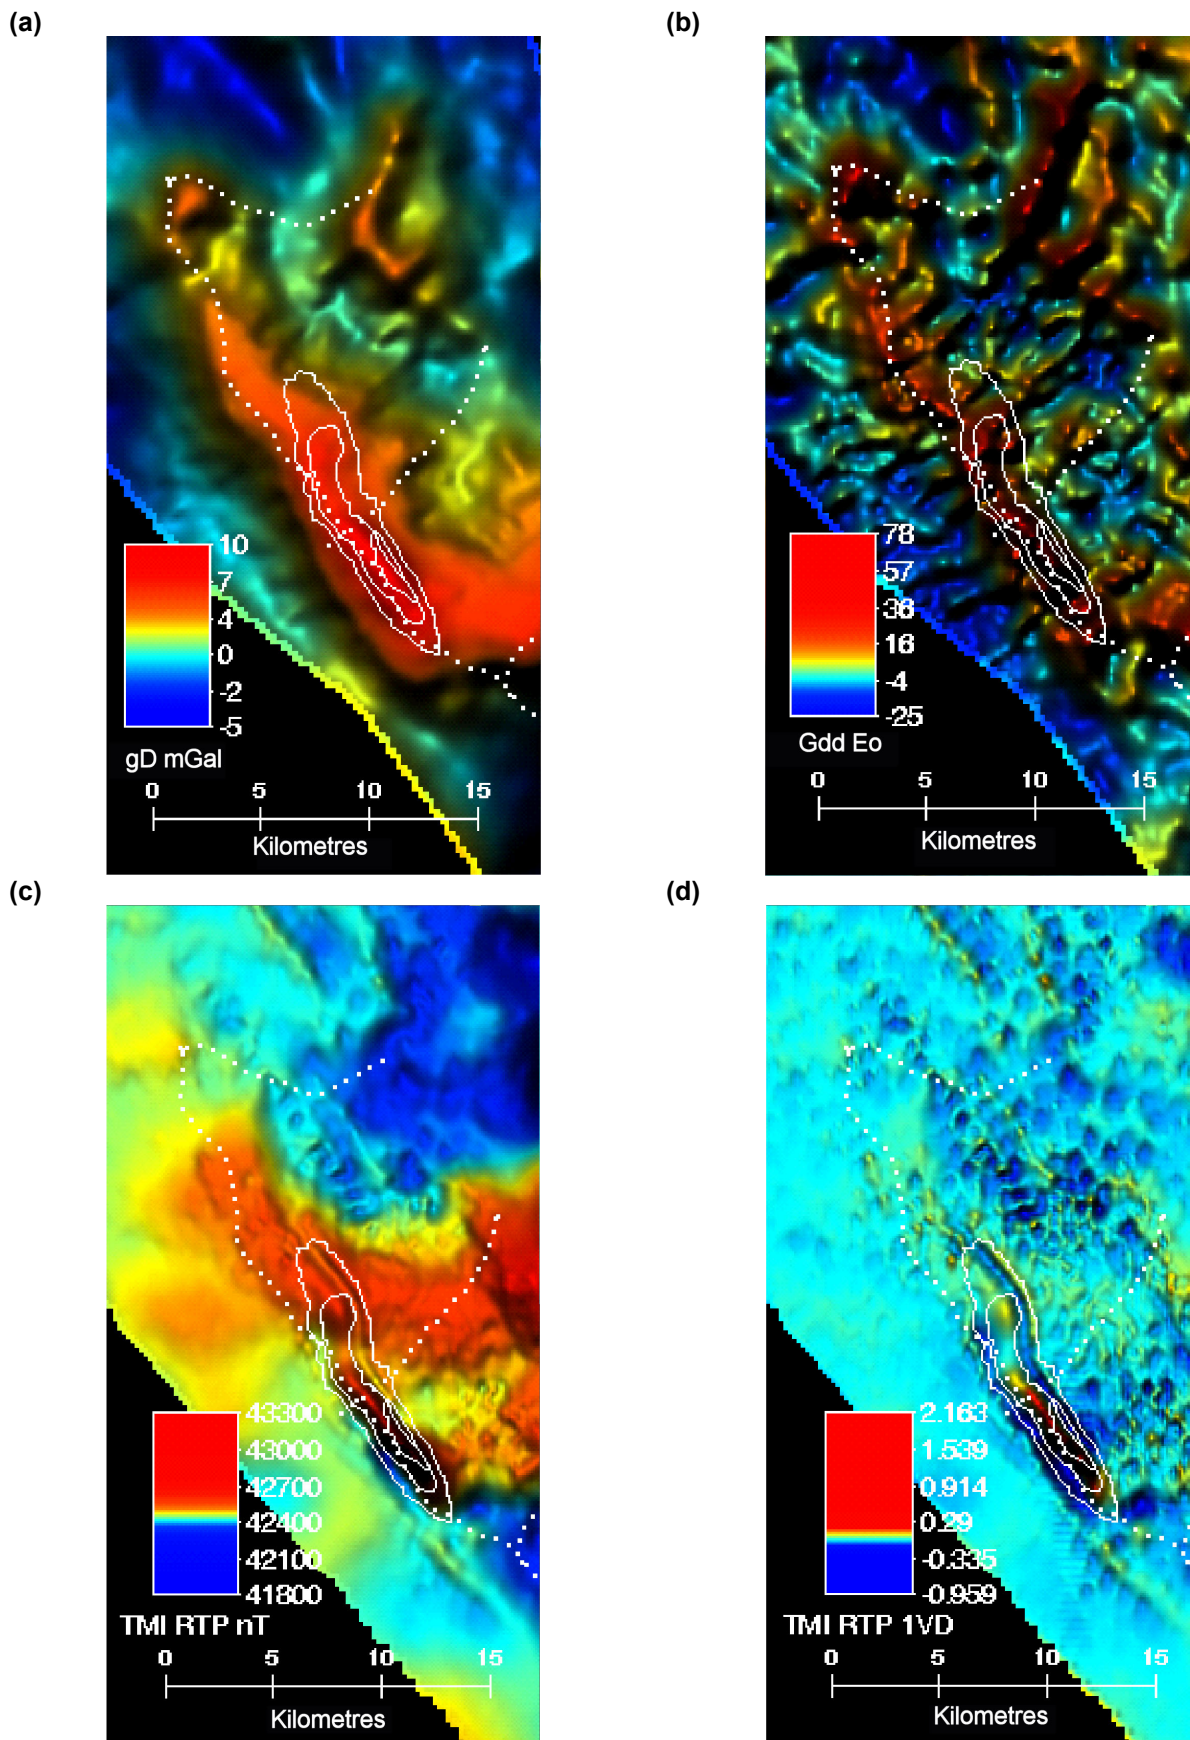 (a)
(b)
10
7
4
0
-2
-5
gD mGal
0 5 10 15
Kilometres
78
57
36
16
-4
-25
Gdd Eo
0 5 10 15
Kilometres
(c)
(d)
43300
43000
42700
42400
42100
41800
TMI RTP nT
0 5 10 15
Kilometres
2.163
1.539
0.914
0.29
-0.335
-0.959
TMI RTP 1VD
0 5 10 15
Kilometres